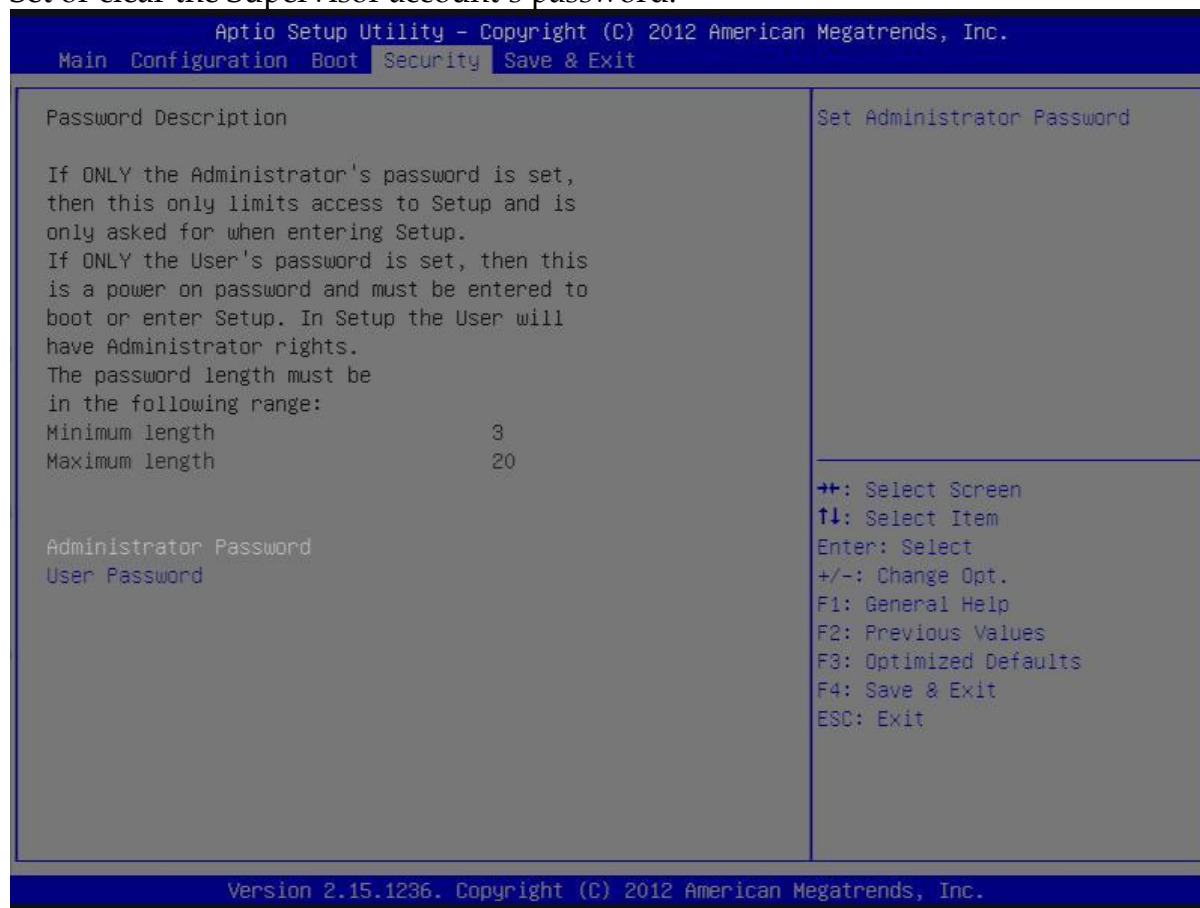 Set or clear the Supervisor account's password.
Aptio Setup Utility – Copyright (C) 2012 American Megatrends, Inc.
Main Configuration Boot Security Save & Exit
Password Description
If ONLY the Administrator's password is set,
then this only limits access to Setup and is
only asked for when entering Setup.
If ONLY the User's password is set, then this
is a power on password and must be entered to
boot or enter Setup. In Setup the User will
have Administrator rights.
The password length must be
in the following range:
Minimum length 3
Maximum length 20
Administrator Password
User Password
Set Administrator Password
→←: Select Screen
↑↓: Select Item
Enter: Select
+/-: Change Opt.
F1: General Help
F2: Previous Values
F3: Optimized Defaults
F4: Save & Exit
ESC: Exit
Version 2.15.1236. Copyright (C) 2012 American Megatrends, Inc.